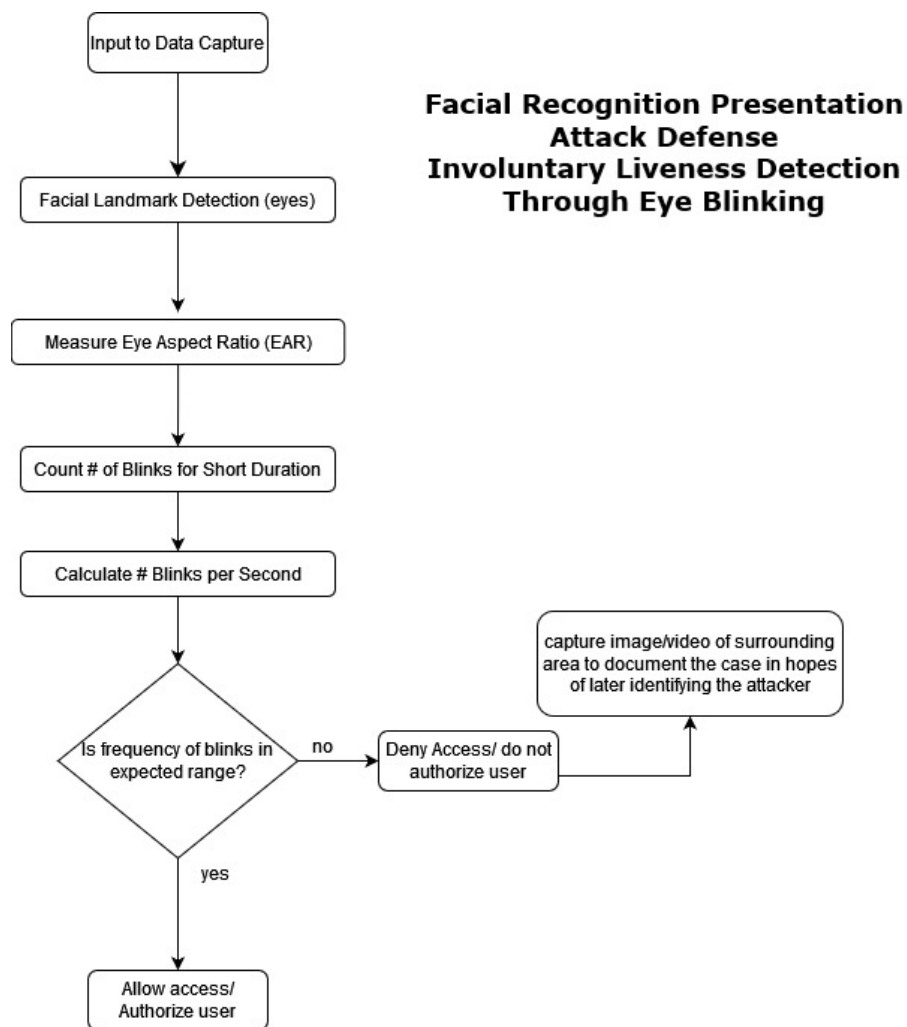 Input to Data Capture
Facial Recognition Presentation
Attack Defense
Involuntary Liveness Detection
Through Eye Blinking
Facial Landmark Detection (eyes)
Measure Eye Aspect Ratio (EAR)
Count # of Blinks for Short Duration
Calculate # Blinks per Second
Is frequency of blinks in
expected range?
no
Deny Access/ do not
authorize user
capture image/video of surrounding
area to document the case in hopes
of later identifying the attacker
yes
Allow access/
Authorize user